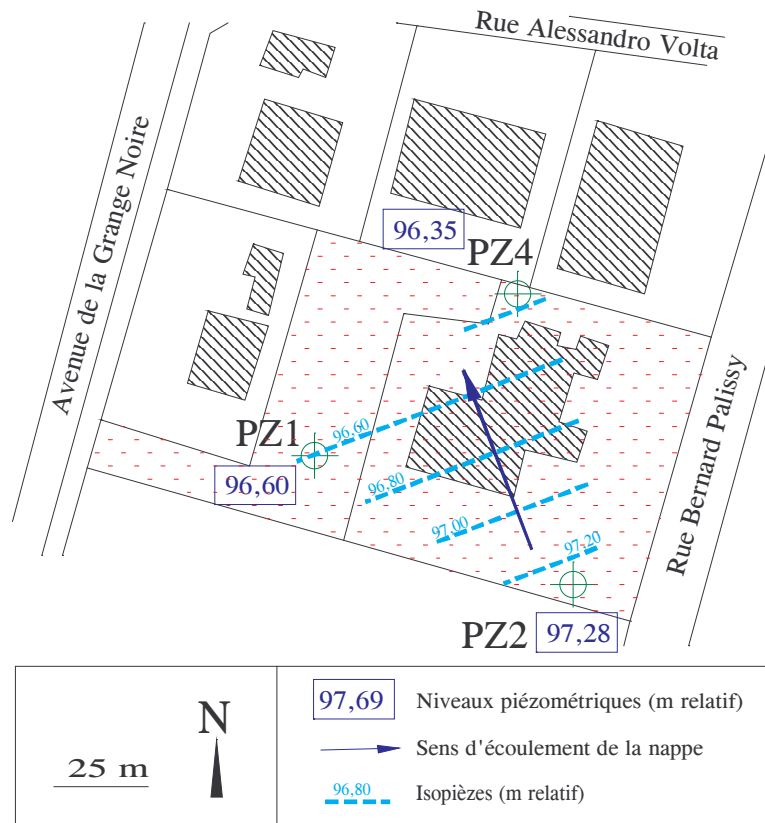 Rue Alessandro Volta
Avenue de la Grange Noire
96,35
PZ4
PZ1
96,60
96,60
96,80
97,00
97,20
Rue Bernard Palissy
PZ2
97,28
25 m
N
97,69
Niveaux piézométriques (m relatif)
Sens d'écoulement de la nappe
96,80
Isopièzes (m relatif)